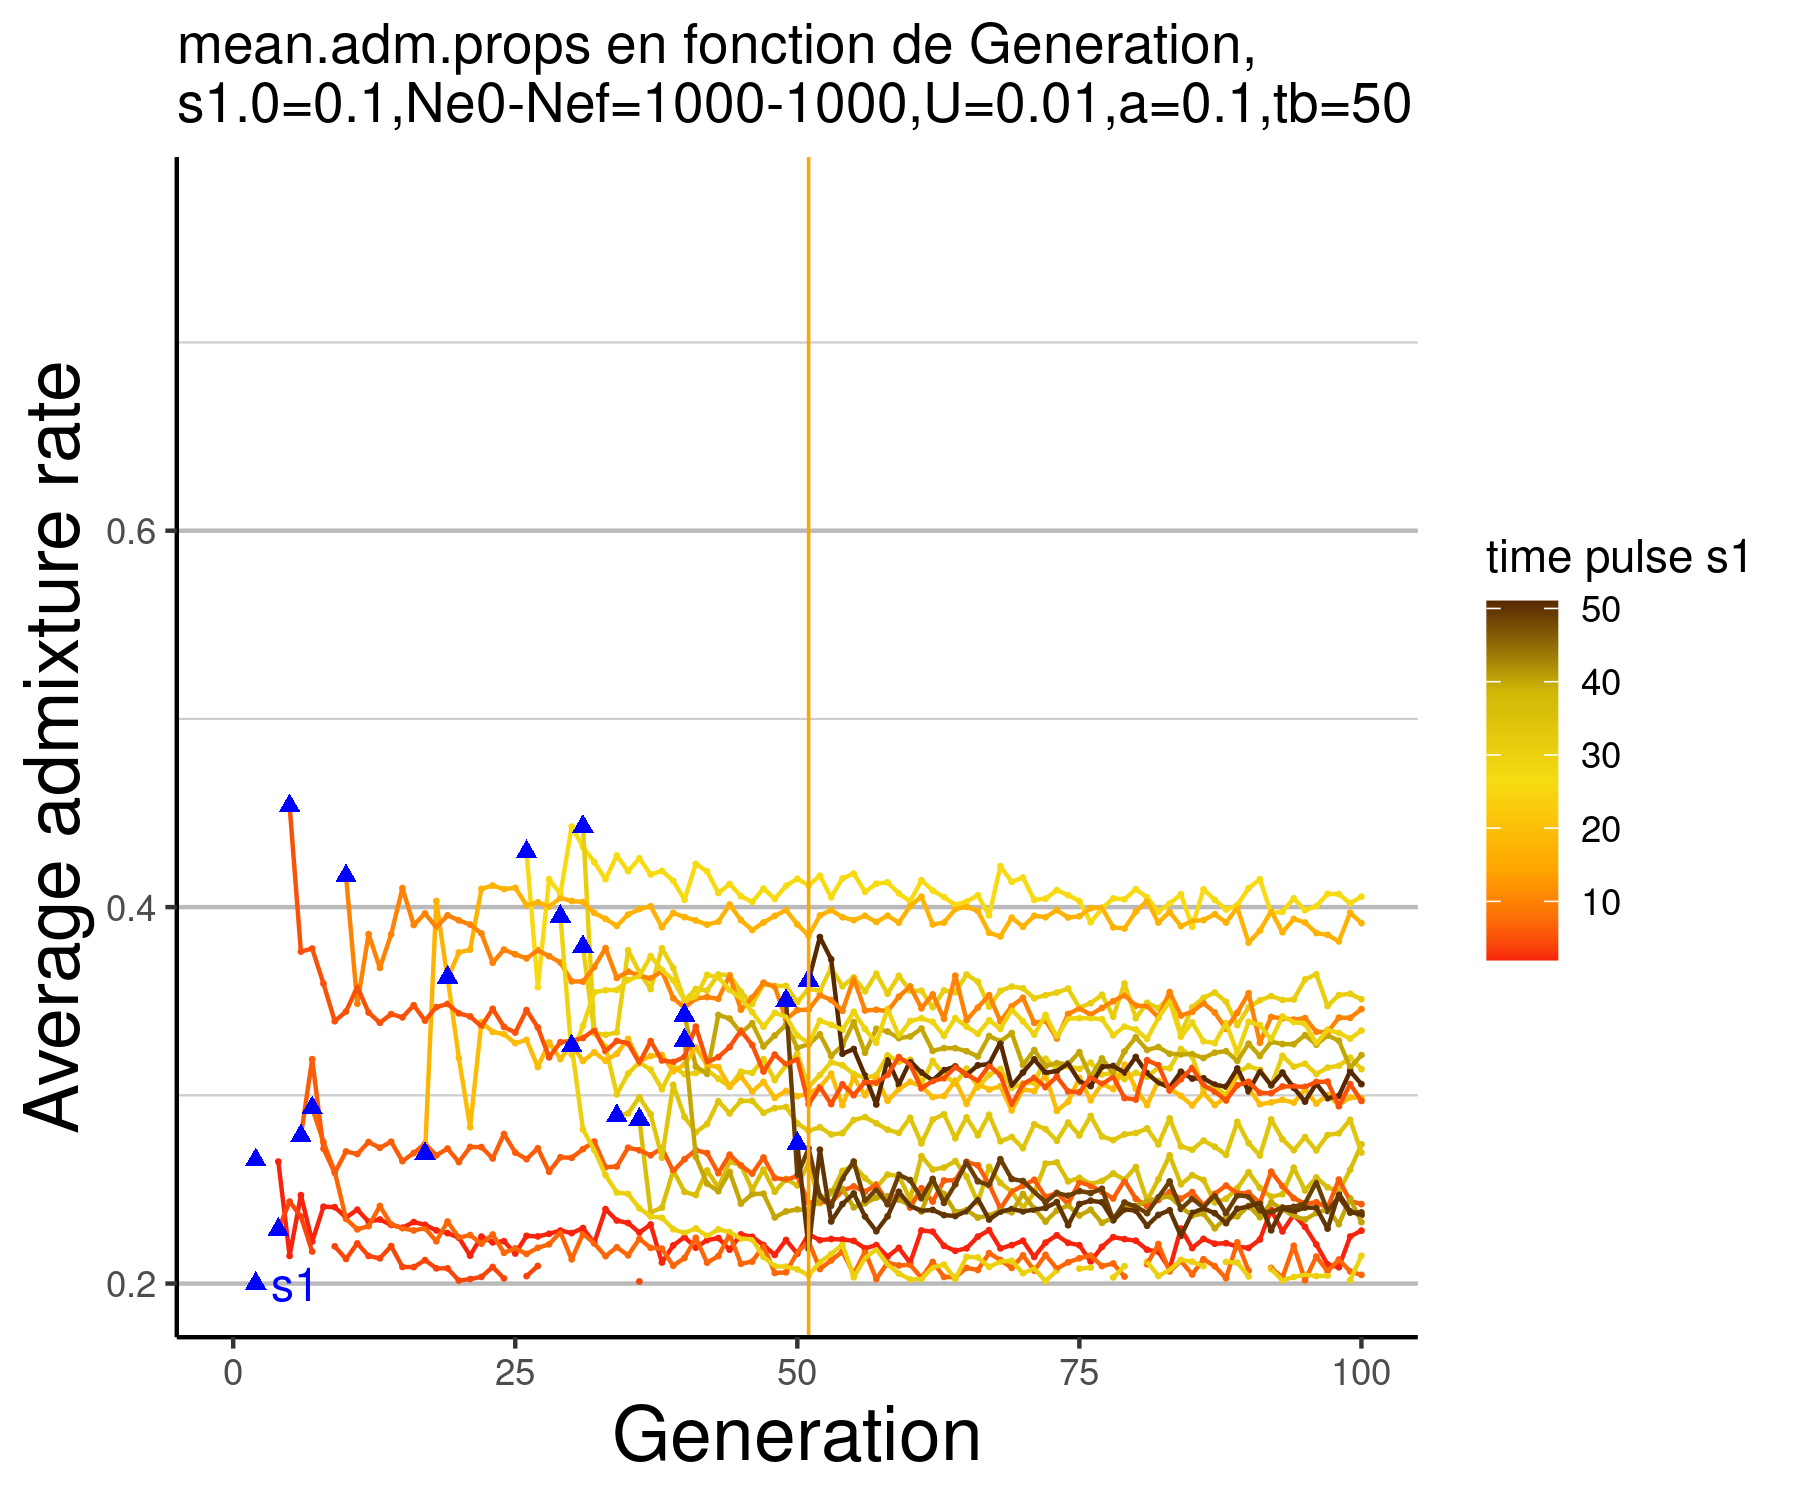 mean.adm.props en fonction de Generation,
s1.0=0.1,Ne0-Nef=1000-1000,U=0.01,a=0.1,tb=50
Average admixture rate
0.6
0.4
0.2
s1
0 25 50 75 100
Generation
time pulse s1
50
40
30
20
10